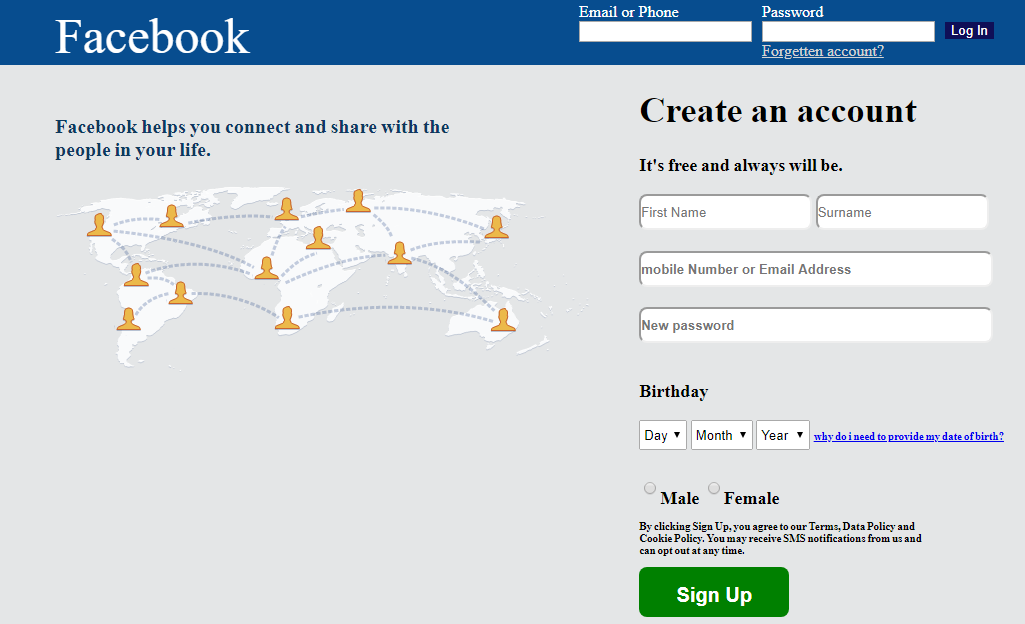 Facebook
Email or Phone
Password
Log In
Forgetten account?
Facebook helps you connect and share with the
people in your life.
Create an account
It's free and always will be.
First Name
Surname
mobile Number or Email Address
New password
Birthday
Day
Month
Year
why do i need to provide my date of birth?
Male
Female
By clicking Sign Up, you agree to our Terms, Data Policy and
Cookie Policy. You may receive SMS notifications from us and
can opt out at any time.
Sign Up